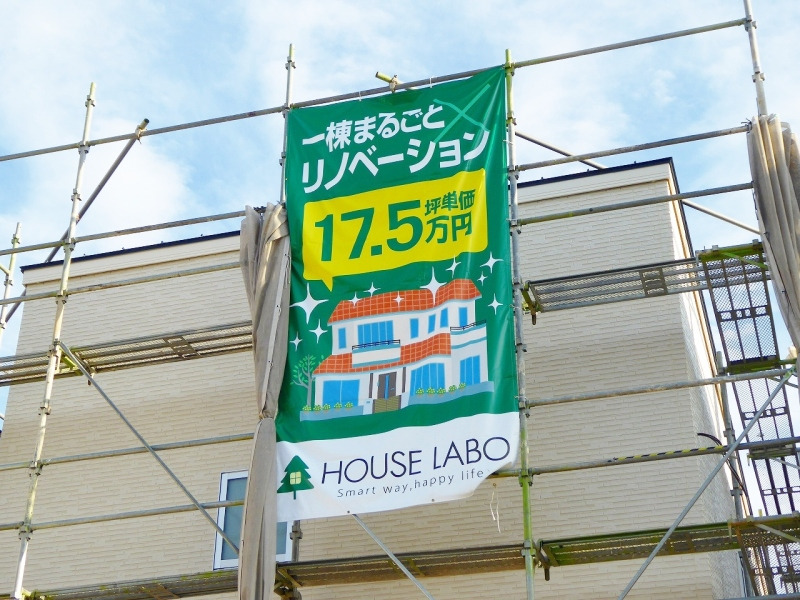 一棟まるごと
リノベーション
17.5
坪単価
万円
HOUSE LABO
Smart way,happy life.